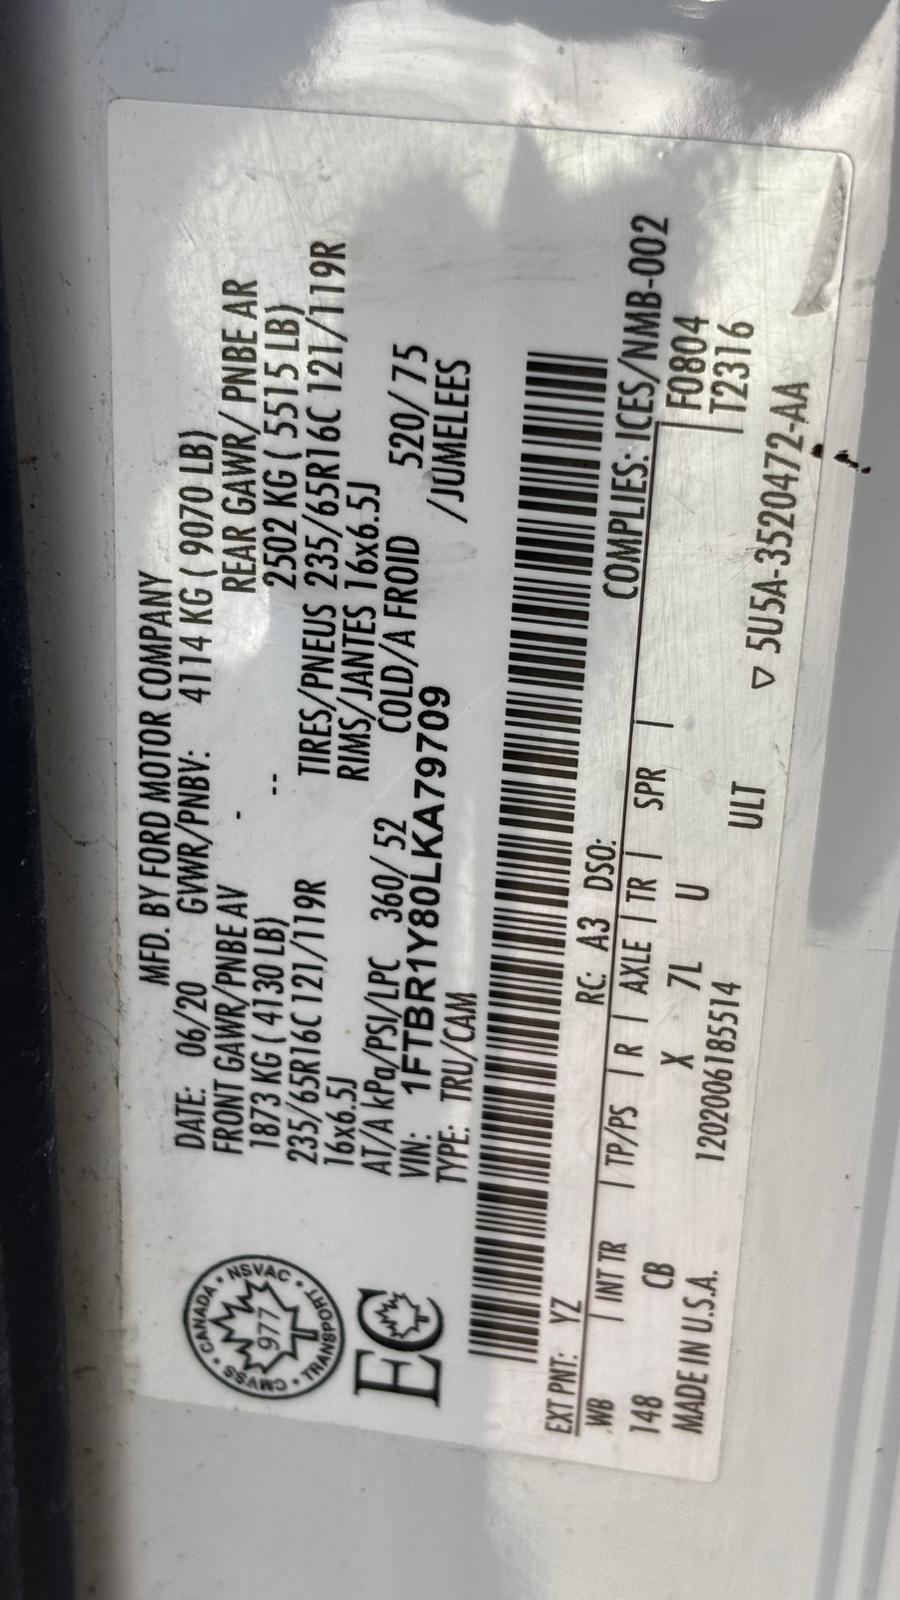 MFD. BY FORD MOTOR COMPANY
DATE: 06/20 GVWR/PNBV: 4114 KG ( 9070 LB)
FRONT GAWR/PNBE AV - REAR GAWR/ PNBE AR
1873 KG ( 4130 LB) -- 2502 KG ( 5515 LB)
235/65R16C 121/119R TIRES/PNEUS 235/65R16C 121/119R
16x6.5J RIMS/JANTES 16x6.5J
AT/A kPa/PSI/LPC 360/ 52 COLD/A FROID 520/ 75
VIN: 1FTBR1Y80LKA79709 /JUMELEES
TYPE: TRU/CAM
CANADA • NSVAC • TRANSPORT • CMVSS •
977
EC
EXT PNT: YZ RC: A3 DSO: COMPLIES: ICES/NMB-002
WB | INT TR | TP/PS | R | AXLE | TR | SPR | | F0804
148 CB X 7L U | T2316
MADE IN U.S.A. 120200618551​4 ULT ▽ 5U5A-3520472-AA